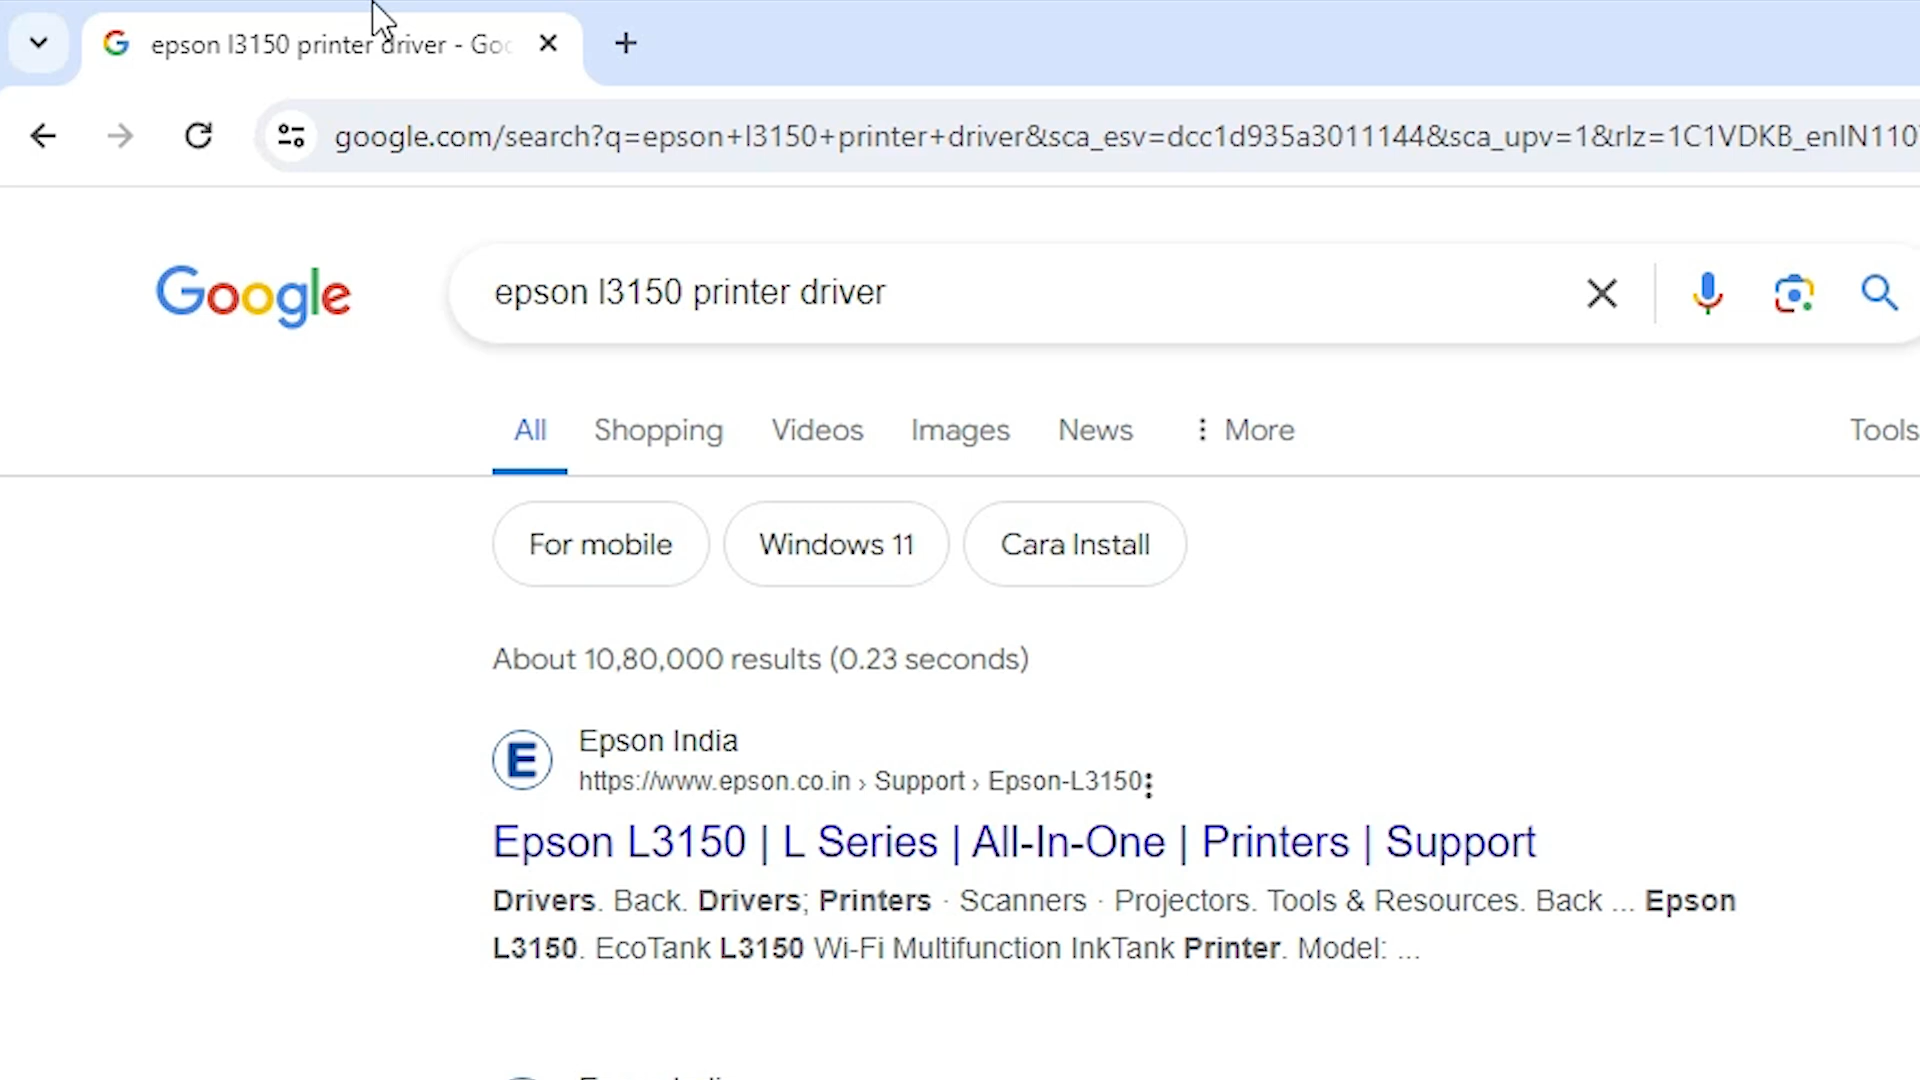 epson l3150 printer driver - Goo
google.com/search?q=epson+l3150+printer+driver&sca_esv=dcc1d935a3011144&sca_upv=1&rlz=1C1VDKB_enIN110
Google
epson l3150 printer driver
All Shopping Videos Images News More Tools
For mobile Windows 11 Cara Install
About 10,80,000 results (0.23 seconds)
E Epson India
https://www.epson.co.in › Support › Epson-L3150
Epson L3150 | L Series | All-In-One | Printers | Support
Drivers. Back. Drivers; Printers · Scanners · Projectors. Tools & Resources. Back ... Epson
L3150. EcoTank L3150 Wi-Fi Multifunction InkTank Printer. Model: ...